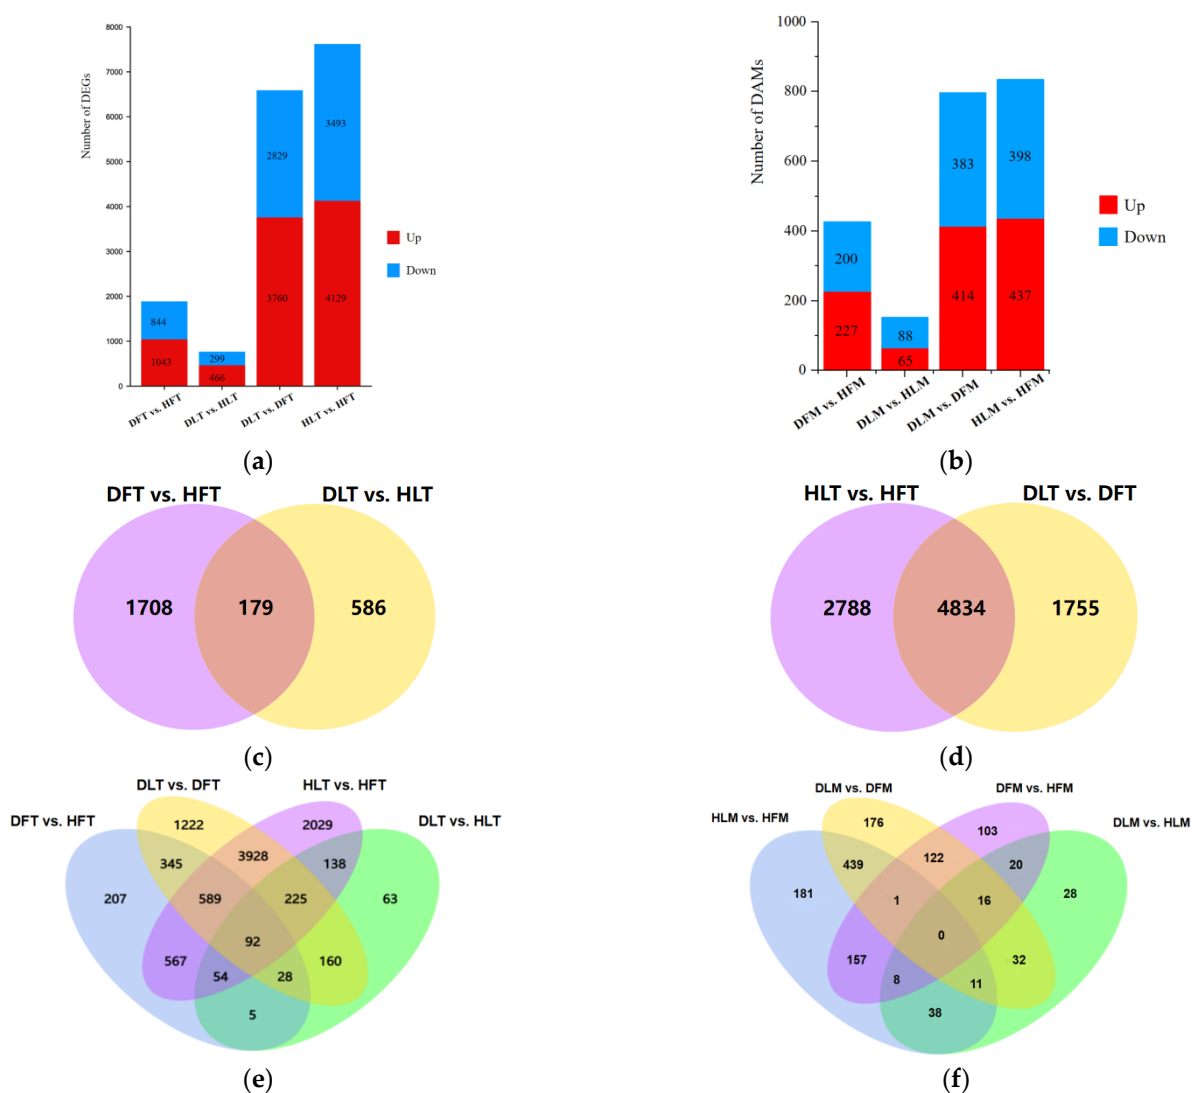 8000
7000
6000
5000
4000
3000
2000
1000
0
Number of DEGs
844
1043
299
466
2829
3760
3493
4129
Up
Down
DFT vs. HFT
DLT vs. HLT
DLT vs. DFT
HLT vs. HFT
(a)
1000
800
600
400
200
0
Number of DAMs
200
227
88
65
383
414
398
437
Up
Down
DFM vs. HFM
DLM vs. HLM
DLM vs. DFM
HLM vs. HFM
(b)
DFT vs. HFT
DLT vs. HLT
1708
179
586
(c)
HLT vs. HFT
DLT vs. DFT
2788
4834
1755
(d)
DLT vs. DFT
HLT vs. HFT
DFT vs. HFT
DLT vs. HLT
1222
2029
345
3928
138
207
589
225
63
92
567
54
28
160
5
(e)
DLM vs. DFM
DFM vs. HFM
HLM vs. HFM
DLM vs. HLM
176
103
439
122
20
181
1
16
28
0
157
8
11
32
38
(f)